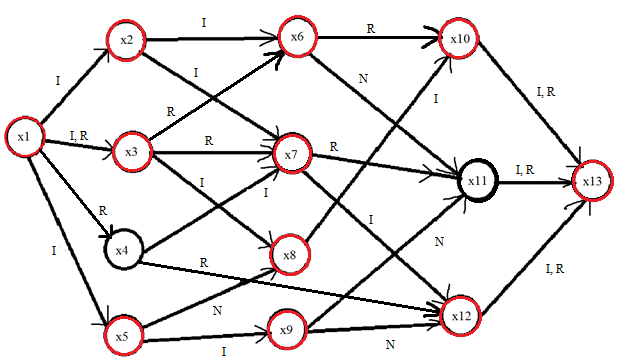 I
x2
I
x6
R
x10
I
N
I
R
I, R
x1
I, R
x3
R
x7
R
x11
I, R
x13
R
I
I
I
x4
R
x8
N
I
I, R
x5
N
I
x9
N
x12